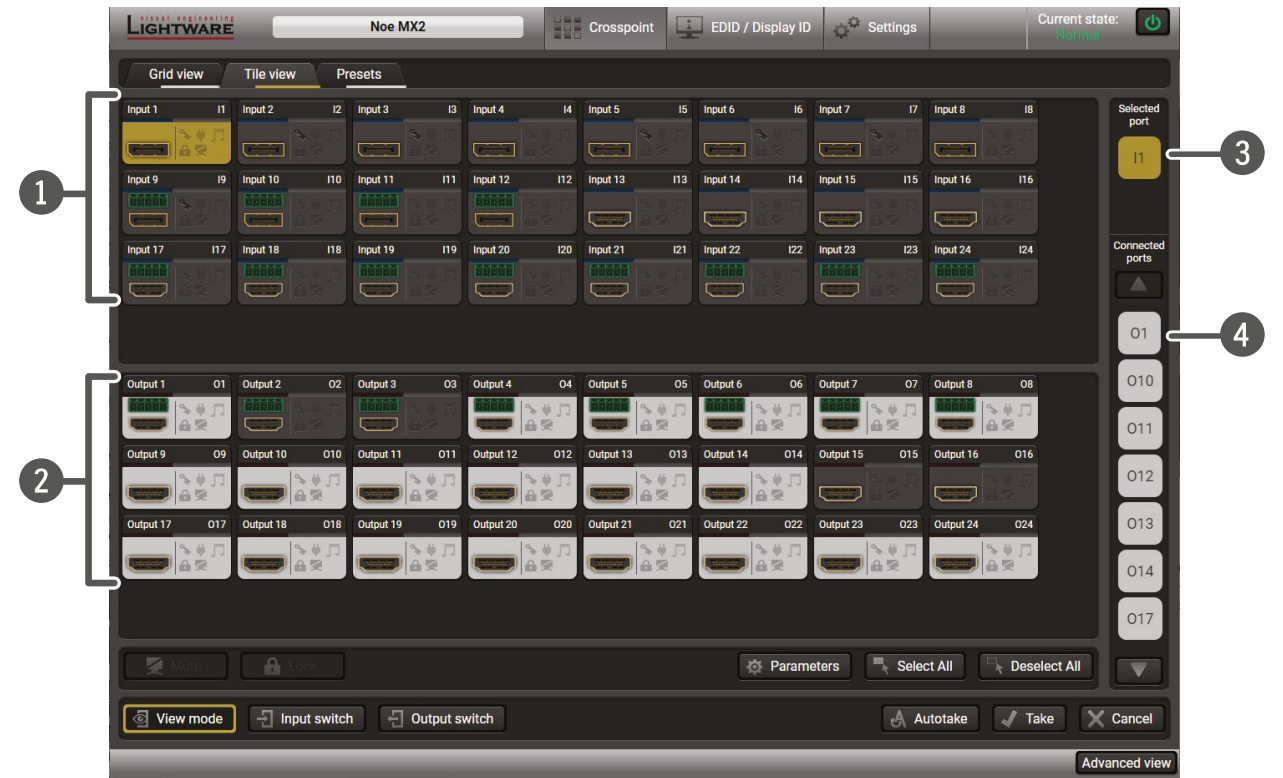 visual engineering
LIGHTWARE
Noe MX2
Crosspoint
EDID / Display ID
Settings
Current state:
Normal
Grid view
Tile view
Presets
Input 1 I1 Input 2 I2 Input 3 I3 Input 4 I4 Input 5 I5 Input 6 I6 Input 7 I7 Input 8 I8
Selected
port
I1
3
1
Input 9 I9 Input 10 I10 Input 11 I11 Input 12 I12 Input 13 I13 Input 14 I14 Input 15 I15 Input 16 I16
Input 17 I17 Input 18 I18 Input 19 I19 Input 20 I20 Input 21 I21 Input 22 I22 Input 23 I23 Input 24 I24
Connected
ports
O1
4
Output 1 O1 Output 2 O2 Output 3 O3 Output 4 O4 Output 5 O5 Output 6 O6 Output 7 O7 Output 8 O8
O10
O11
2
Output 9 O9 Output 10 O10 Output 11 O11 Output 12 O12 Output 13 O13 Output 14 O14 Output 15 O15 Output 16 O16
O12
Output 17 O17 Output 18 O18 Output 19 O19 Output 20 O20 Output 21 O21 Output 22 O22 Output 23 O23 Output 24 O24
O13
O14
O17
Mute
Lock
Parameters
Select All
Deselect All
View mode
Input switch
Output switch
Autotake
Take
Cancel
Advanced view